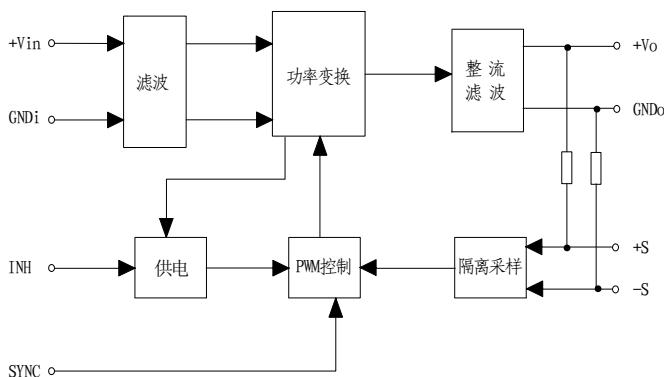 +Vin
滤波
功率变换
整 流
滤 波
+Vo
GNDi
GNDo
INH
供电
PWM控制
隔离采样
+S
-S
SYNC